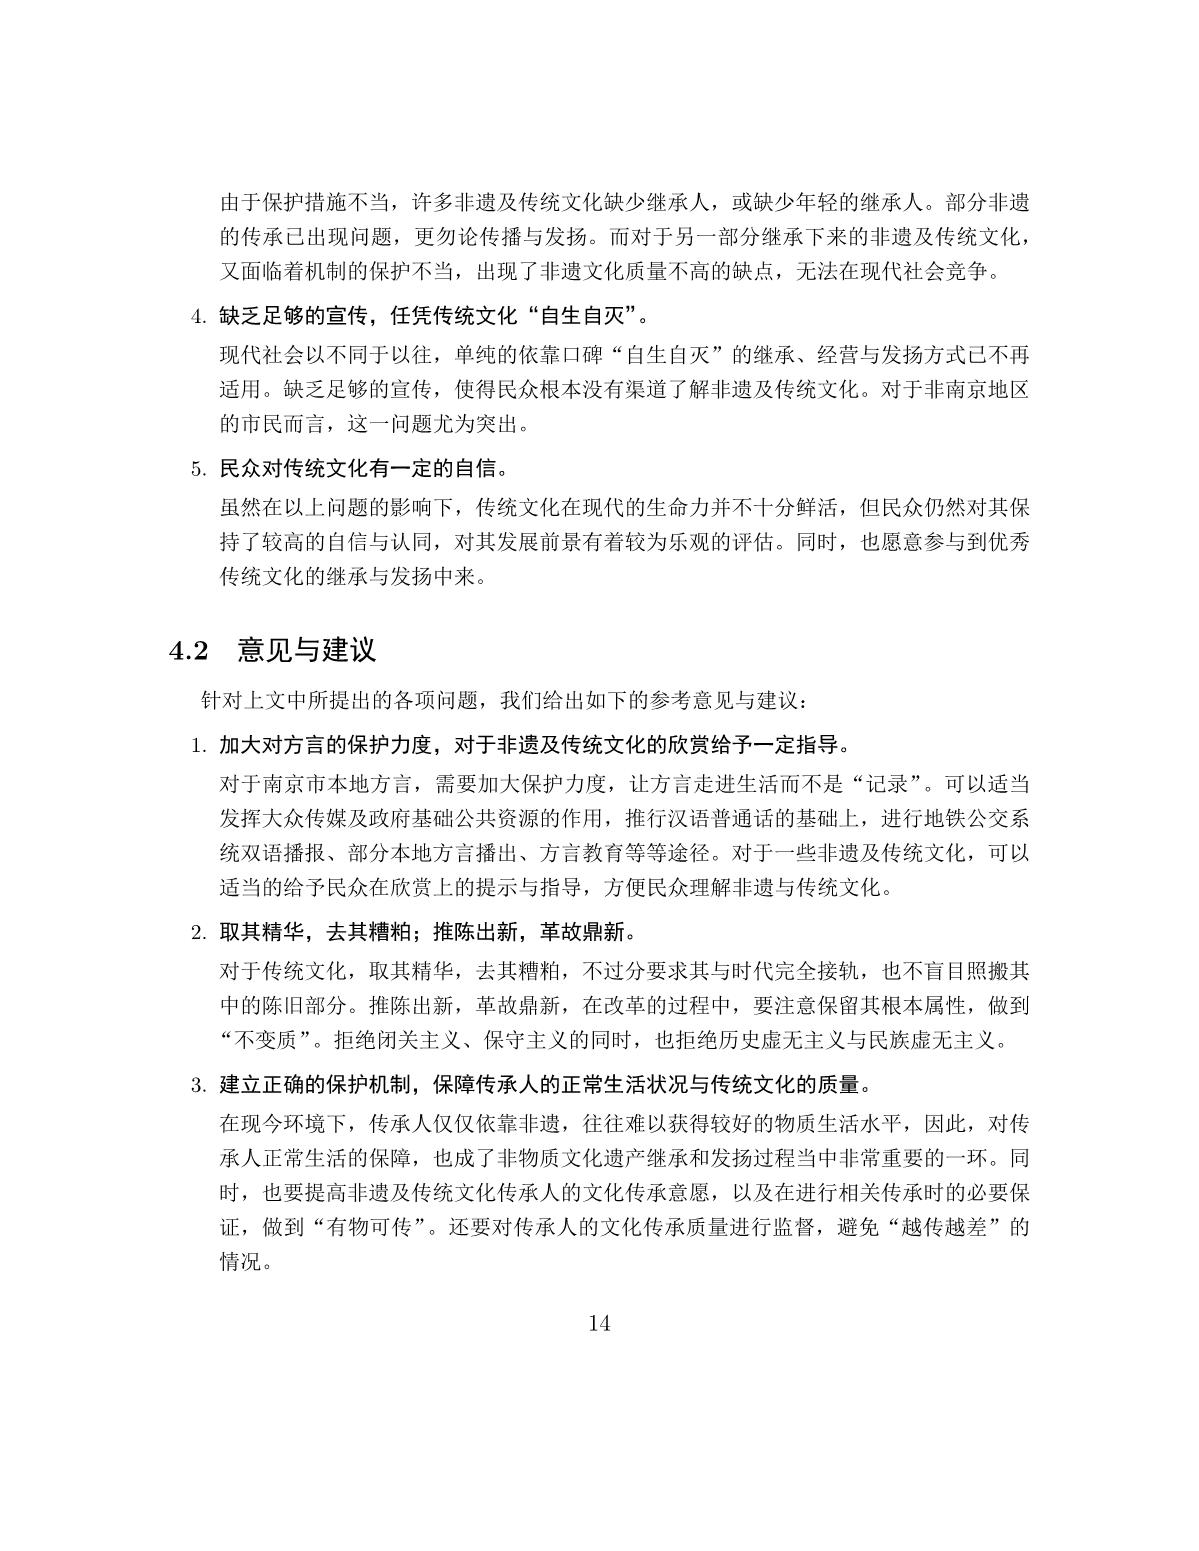 由于保护措施不当，许多非遗及传统文化缺少继承人，或缺少年轻的继承人。部分非遗
的传承已出现问题，更勿论传播与发扬。而对于另一部分继承下来的非遗及传统文化，
又面临着机制的保护不当，出现了非遗文化质量不高的缺点，无法在现代社会竞争。
4. 缺乏足够的宣传，任凭传统文化“自生自灭”。
现代社会以不同于以往，单纯的依靠口碑“自生自灭”的继承、经营与发扬方式已不再
适用。缺乏足够的宣传，使得民众根本没有渠道了解非遗及传统文化。对于非南京地区
的市民而言，这一问题尤为突出。
5. 民众对传统文化有一定的自信。
虽然在以上问题的影响下，传统文化在现代的生命力并不十分鲜活，但民众仍然对其保
持了较高的自信与认同，对其发展前景有着较为乐观的评估。同时，也愿意参与到优秀
传统文化的继承与发扬中来。
4.2 意见与建议
针对上文中所提出的各项问题，我们给出如下的参考意见与建议：
1. 加大对方言的保护力度，对于非遗及传统文化的欣赏给予一定指导。
对于南京市本地方言，需要加大保护力度，让方言走进生活而不是“记录”。可以适当
发挥大众传媒及政府基础公共资源的作用，推行汉语普通话的基础上，进行地铁公交系
统双语播报、部分本地方言播出、方言教育等等途径。对于一些非遗及传统文化，可以
适当的给予民众在欣赏上的提示与指导，方便民众理解非遗与传统文化。
2. 取其精华，去其糟粕；推陈出新，革故鼎新。
对于传统文化，取其精华，去其糟粕，不过分要求其与时代完全接轨，也不盲目照搬其
中的陈旧部分。推陈出新，革故鼎新，在改革的过程中，要注意保留其根本属性，做到
“不变质”。拒绝闭关主义、保守主义的同时，也拒绝历史虚无主义与民族虚无主义。
3. 建立正确的保护机制，保障传承人的正常生活状况与传统文化的质量。
在现今环境下，传承人仅仅依靠非遗，往往难以获得较好的物质生活水平，因此，对传
承人正常生活的保障，也成了非物质文化遗产继承和发扬过程当中非常重要的一环。同
时，也要提高非遗及传统文化传承人的文化传承意愿，以及在进行相关传承时的必要保
证，做到“有物可传”。还要对传承人的文化传承质量进行监督，避免“越传越差”的
情况。
14